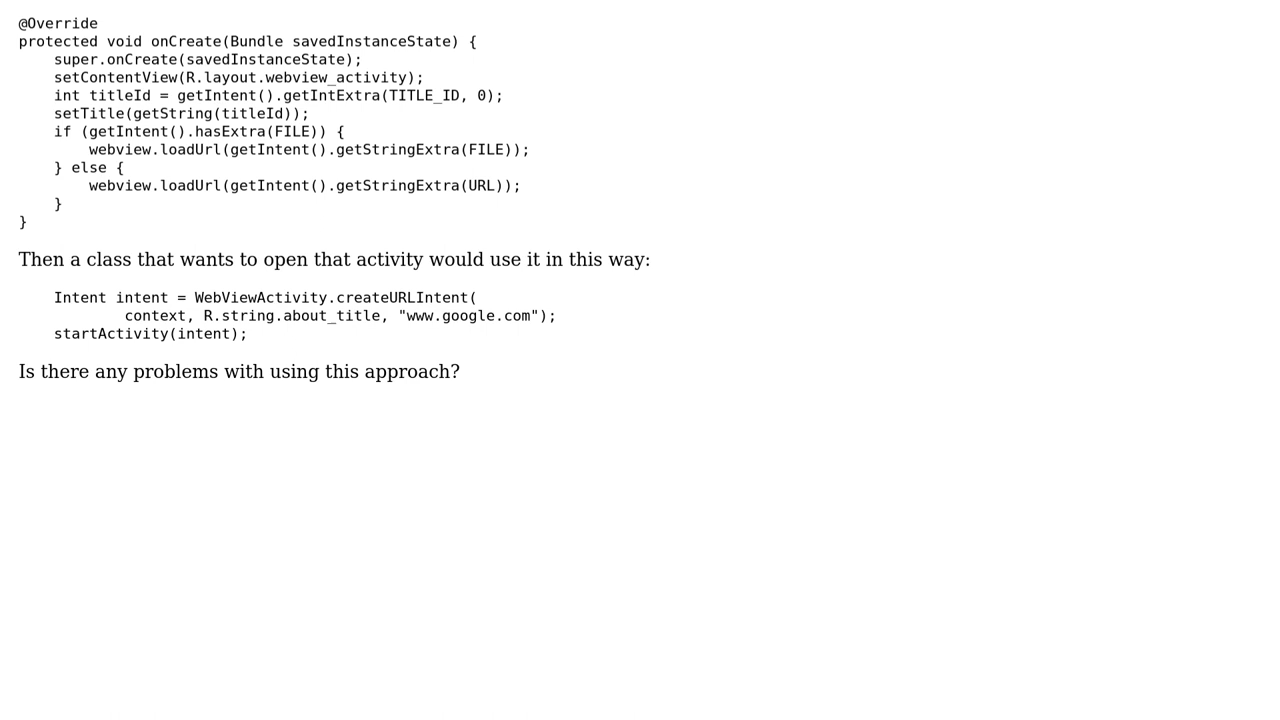 @Override
protected void onCreate(Bundle savedInstanceState) {
    super.onCreate(savedInstanceState);
    setContentView(R.layout.webview_activity);
    int titleId = getIntent().getIntExtra(TITLE_ID, 0);
    setTitle(getString(titleId));
    if (getIntent().hasExtra(FILE)) {
        webview.loadUrl(getIntent().getStringExtra(FILE));
    } else {
        webview.loadUrl(getIntent().getStringExtra(URL));
    }
}
Then a class that wants to open that activity would use it in this way:
    Intent intent = WebViewActivity.createURLIntent(
            context, R.string.about_title, "www.google.com");
    startActivity(intent);
Is there any problems with using this approach?